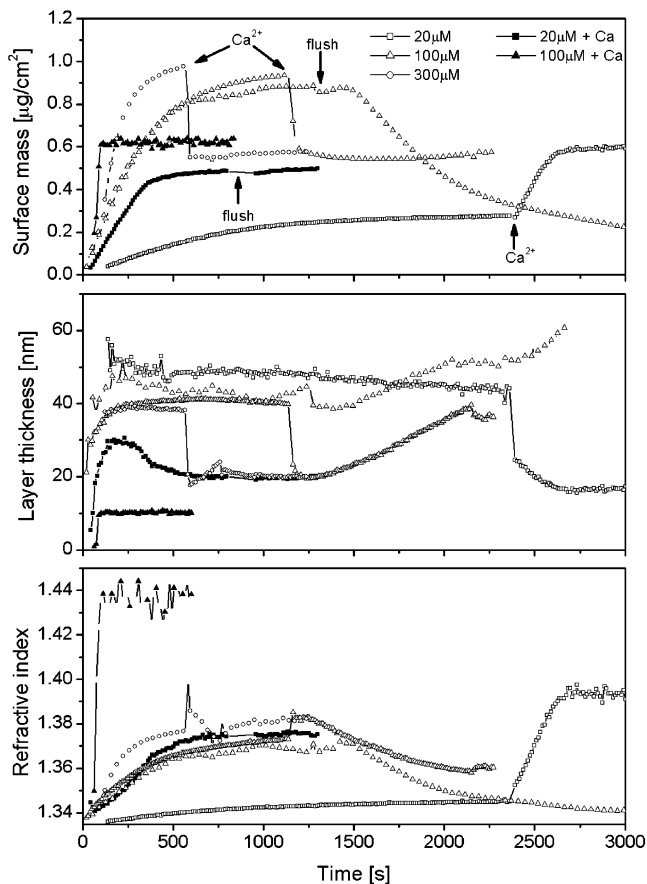 Surface mass [μg/cm²]
1.2
1.0
0.8
0.6
0.4
0.2
0.0
Ca²⁺
flush
flush
Ca²⁺
20μM
100μM
300μM
20μM + Ca
100μM + Ca
Layer thickness [nm]
60
40
20
0
Refractive index
1.44
1.42
1.40
1.38
1.36
1.34
0
500
1000
1500
2000
2500
3000
Time [s]